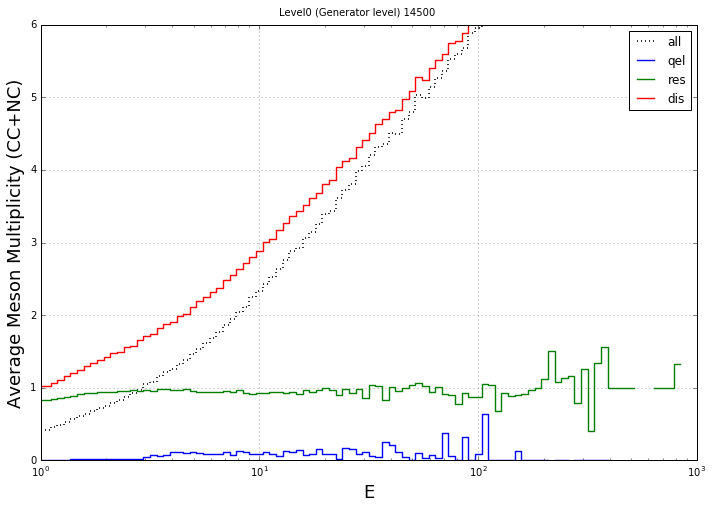 Level0 (Generator level) 14500
Average Meson Multiplicity (CC+NC)
6
5
4
3
2
1
0
all
qel
res
dis
10^0
10^1
10^2
10^3
E